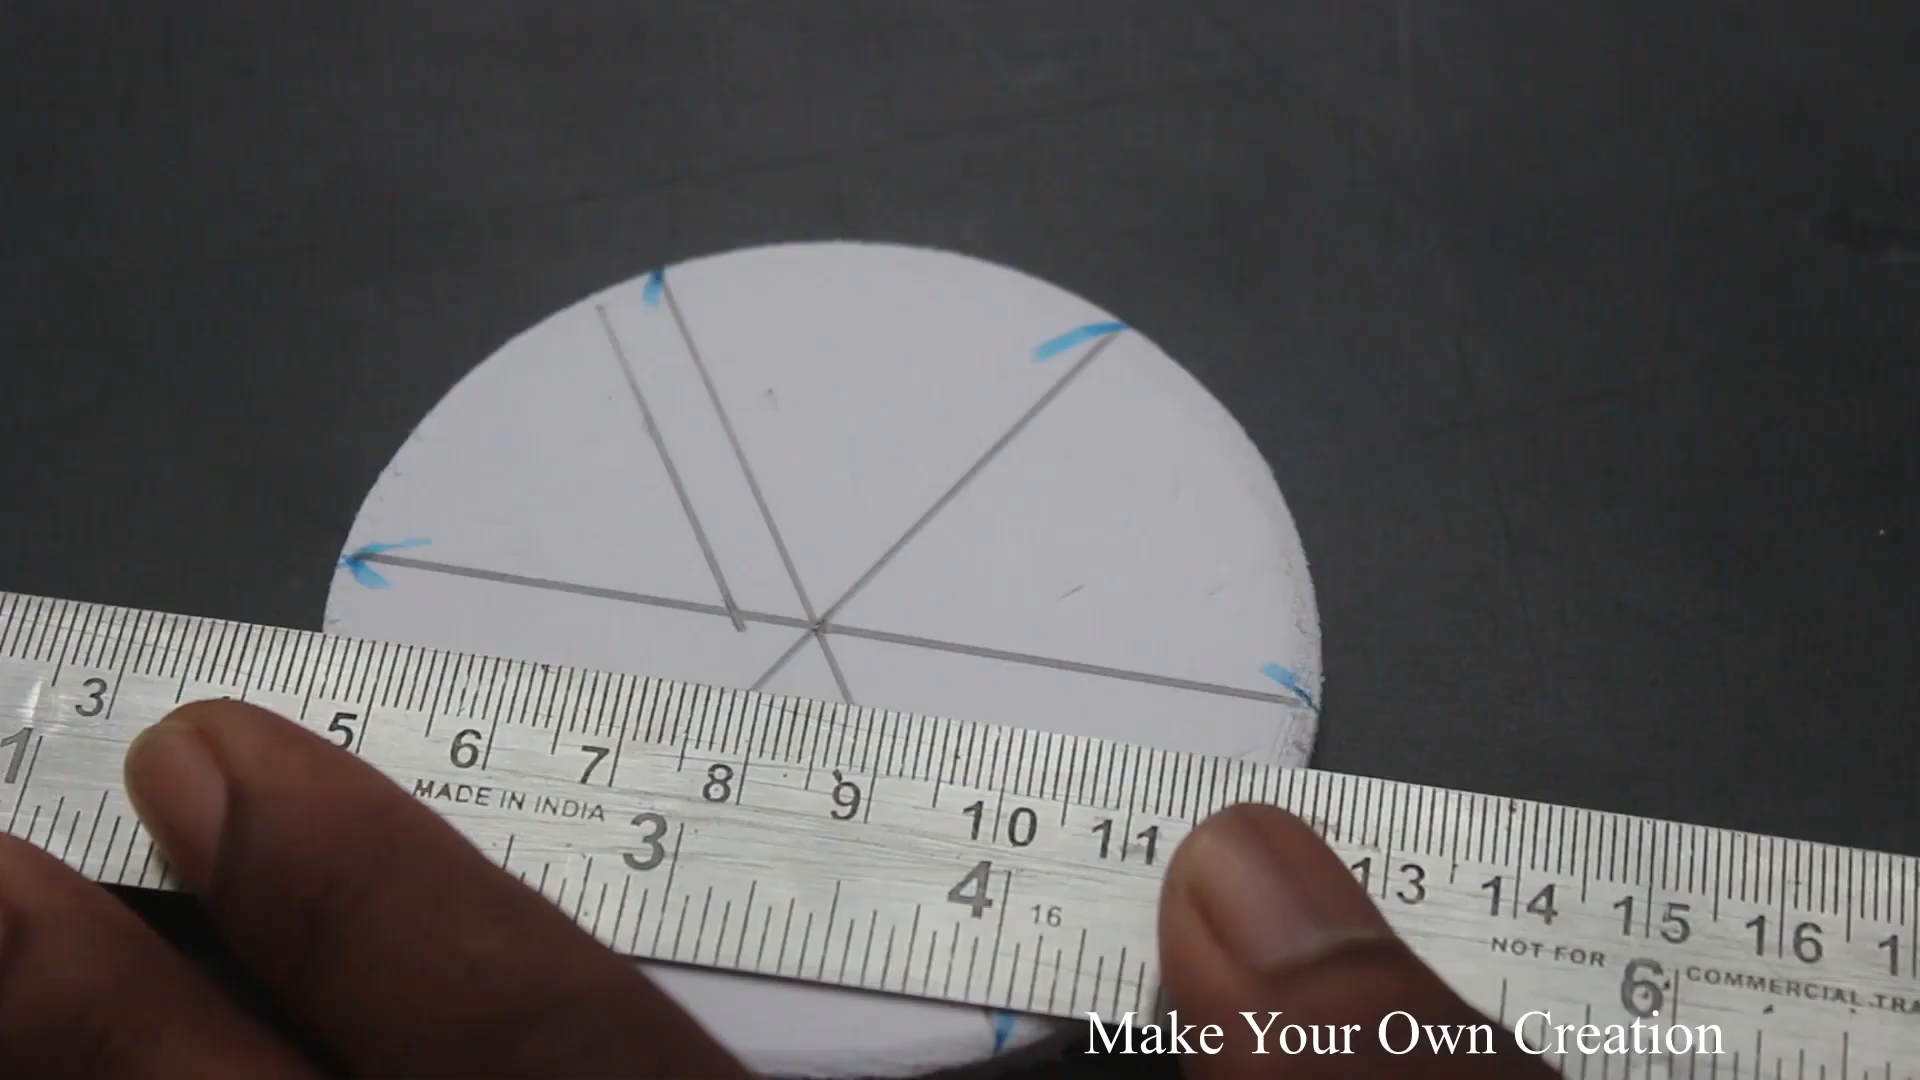 3 5 6 7 8 9 10 11 13 14 15 16
1 MADE IN INDIA 3 4 16 NOT FOR 6 COMMERCIAL
Make Your Own Creation